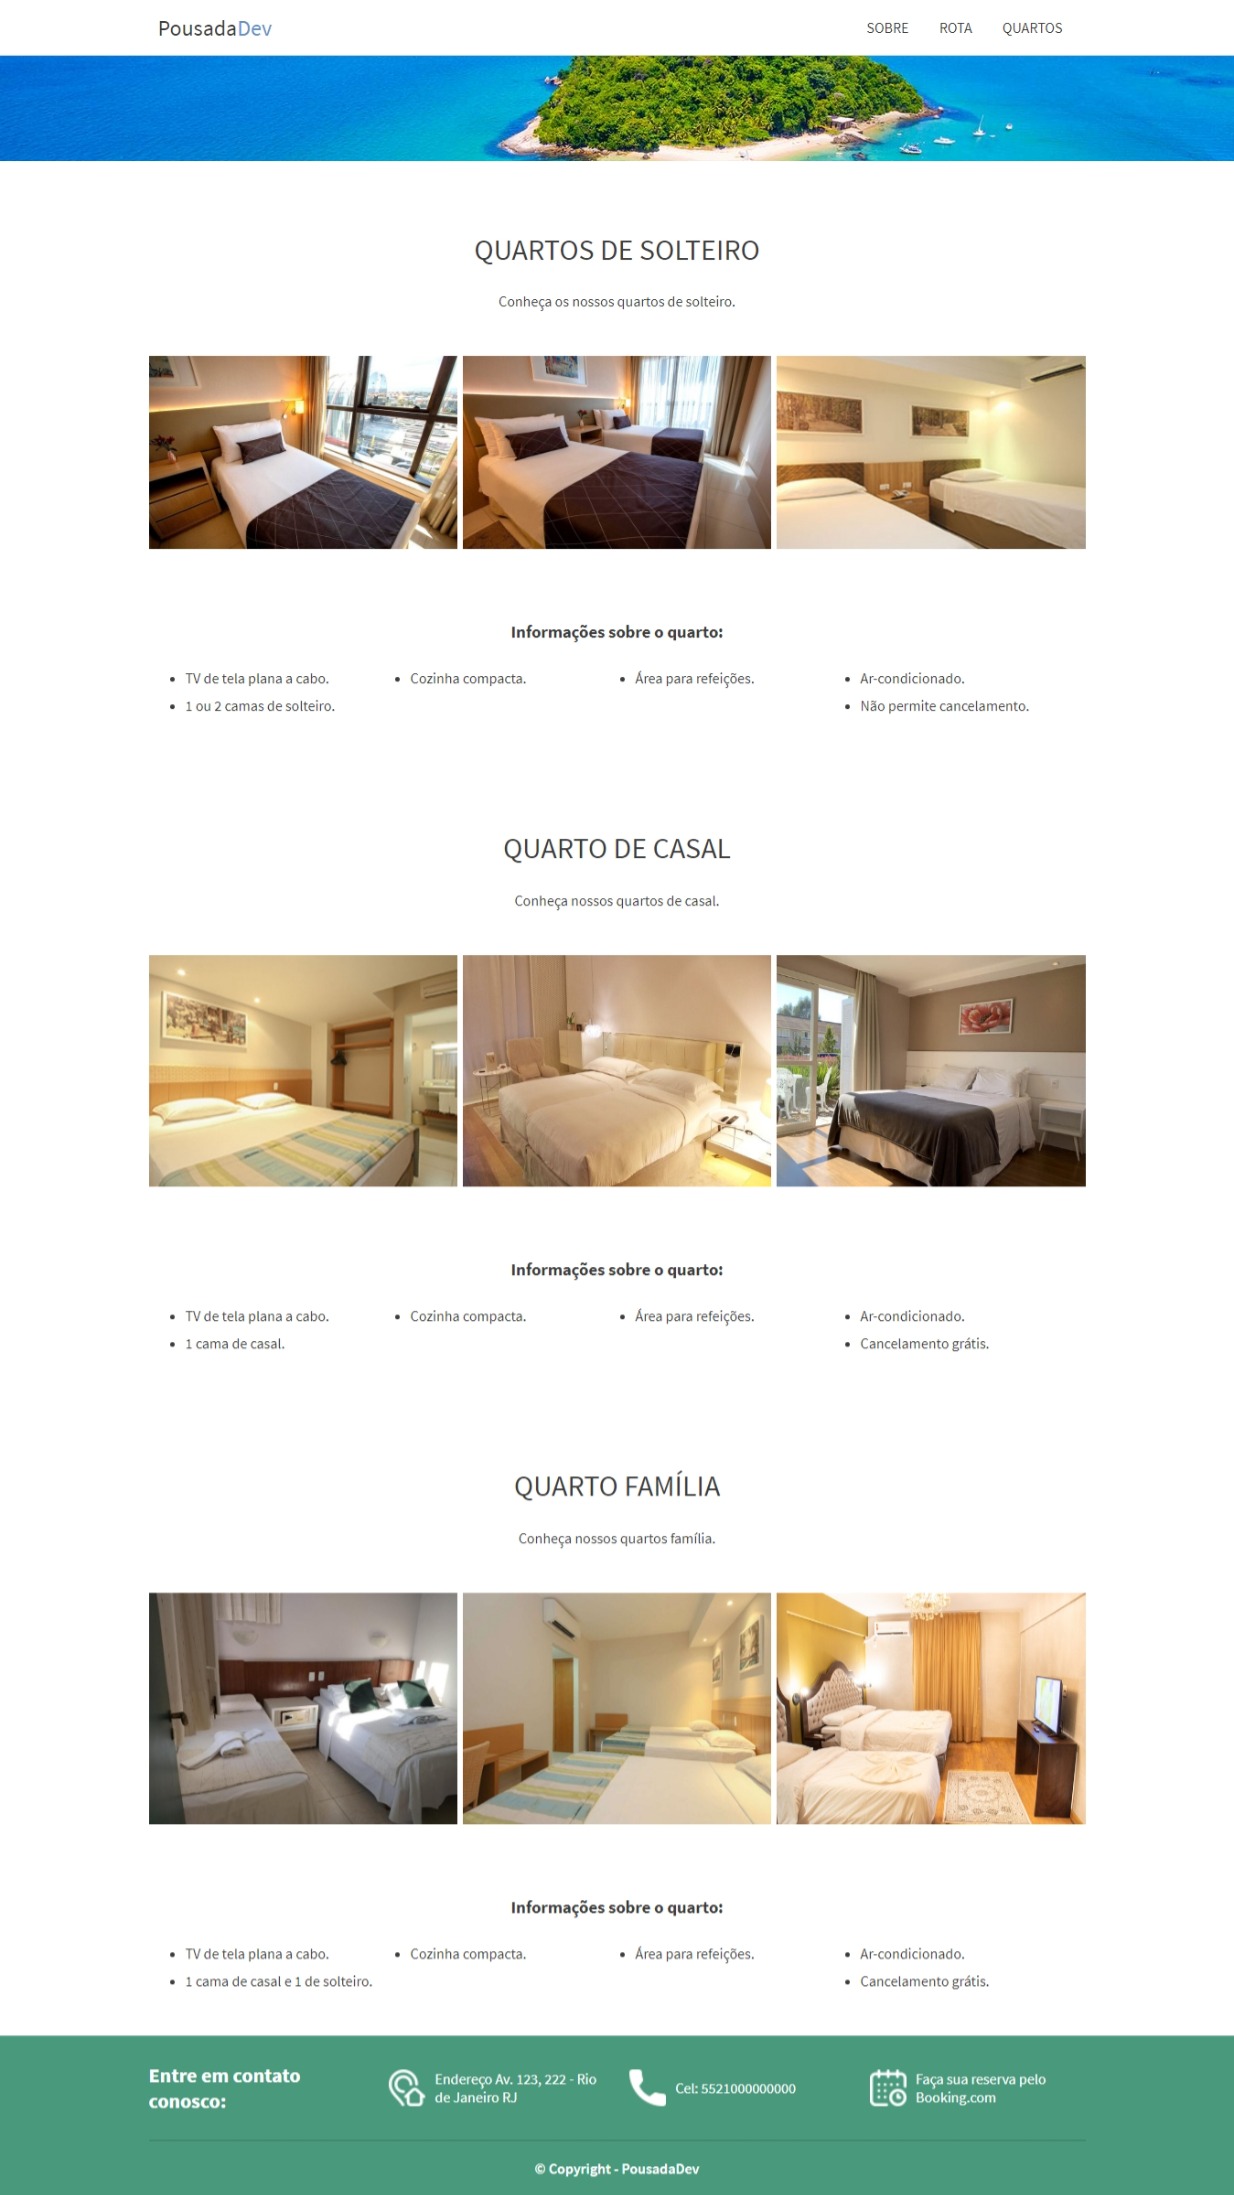 PousadaDev
SOBRE ROTA QUARTOS
QUARTOS DE SOLTEIRO
Conheça os nossos quartos de solteiro.
Informações sobre o quarto:
TV de tela plana a cabo.
1 ou 2 camas de solteiro.
Cozinha compacta.
Área para refeições.
Ar-condicionado.
Não permite cancelamento.
QUARTO DE CASAL
Conheça nossos quartos de casal.
Informações sobre o quarto:
TV de tela plana a cabo.
1 cama de casal.
Cozinha compacta.
Área para refeições.
Ar-condicionado.
Cancelamento grátis.
QUARTO FAMÍLIA
Conheça nossos quartos família.
Informações sobre o quarto:
TV de tela plana a cabo.
1 cama de casal e 1 de solteiro.
Cozinha compacta.
Área para refeições.
Ar-condicionado.
Cancelamento grátis.
Entre em contato
conosco:
Endereço Av. 123, 222 - Rio
de Janeiro RJ
Cel: 5521000000000
Faça sua reserva pelo
Booking.com
© Copyright - PousadaDev